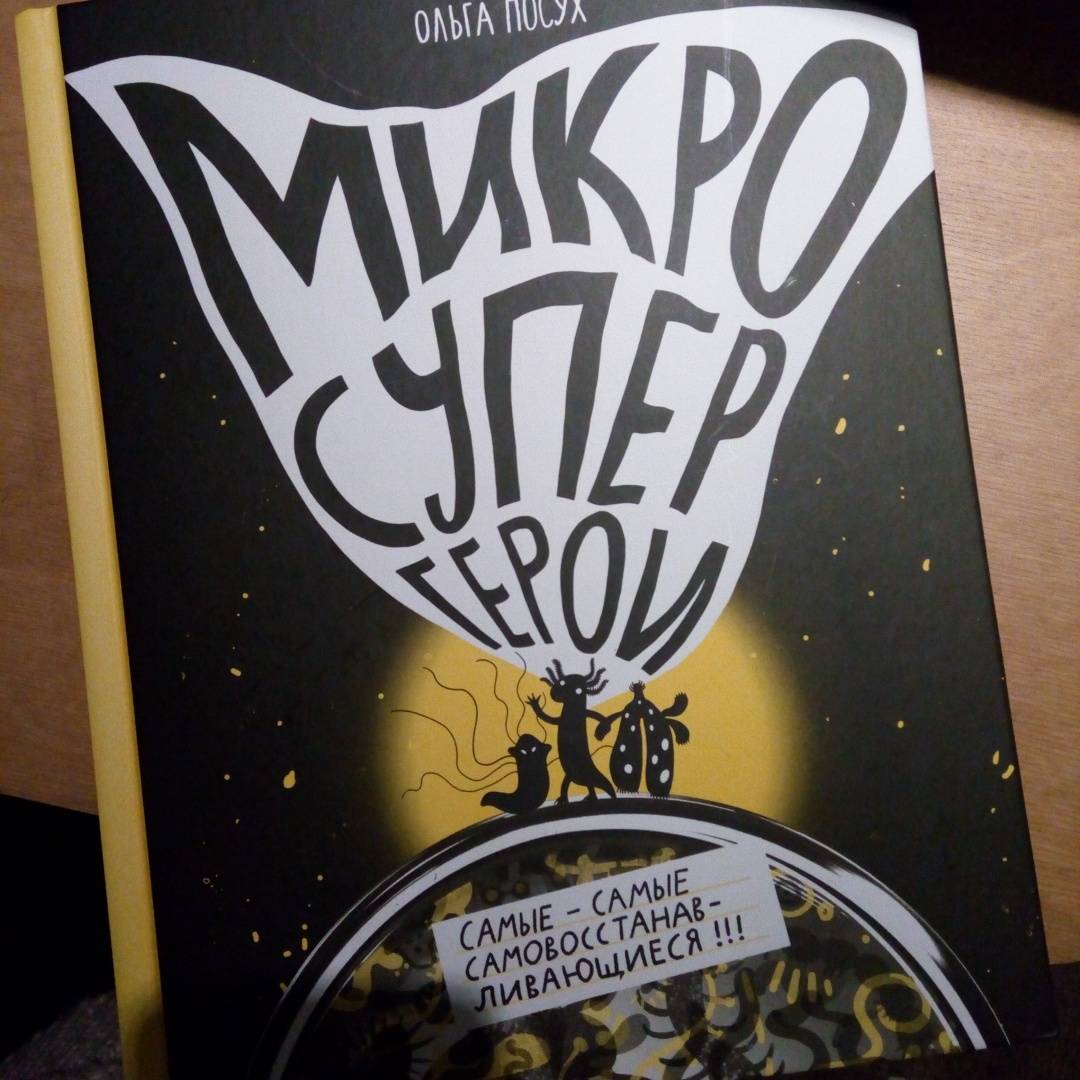 ОЛЬГА ПОСУХ
МИКРО
СУПЕР
ГЕРОИ
САМЫЕ - САМЫЕ
САМОВОССТАНАВ-
ЛИВАЮЩИЕСЯ !!!